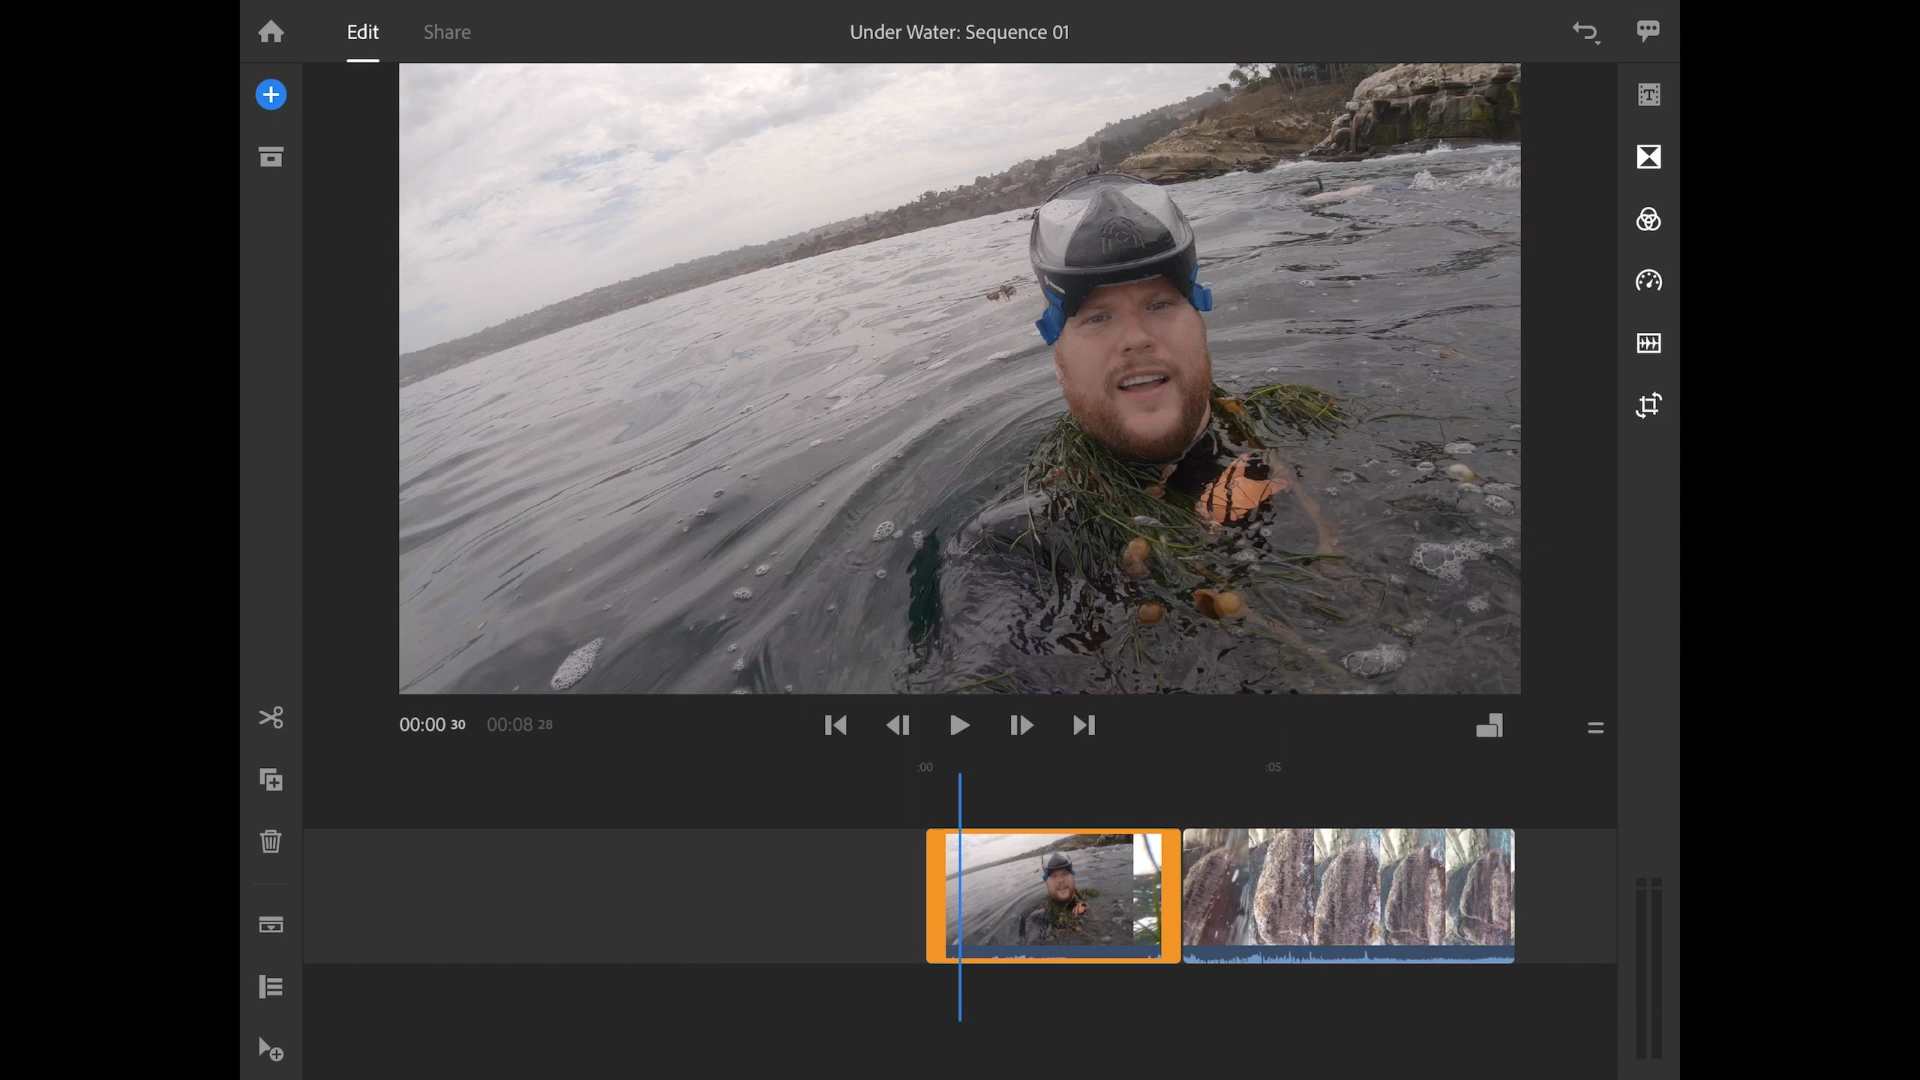 Edit
Share
Under Water: Sequence 01
T
00:00 30
00:08 28
:00
:05